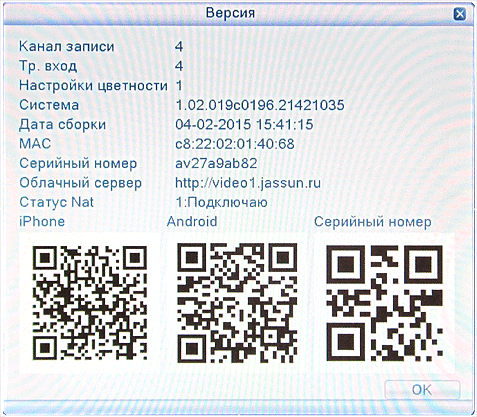 Версия
Канал записи 4
Тр. вход 4
Настройки цветности 1
Система 1.02.019c0196.21421035
Дата сборки 04-02-2015 15:41:15
MAC c8:22:02:01:40:68
Серийный номер av27a9ab82
Облачный сервер http://video1.jassun.ru
Статус Nat 1:Подключаю
iPhone Android Серийный номер
OK